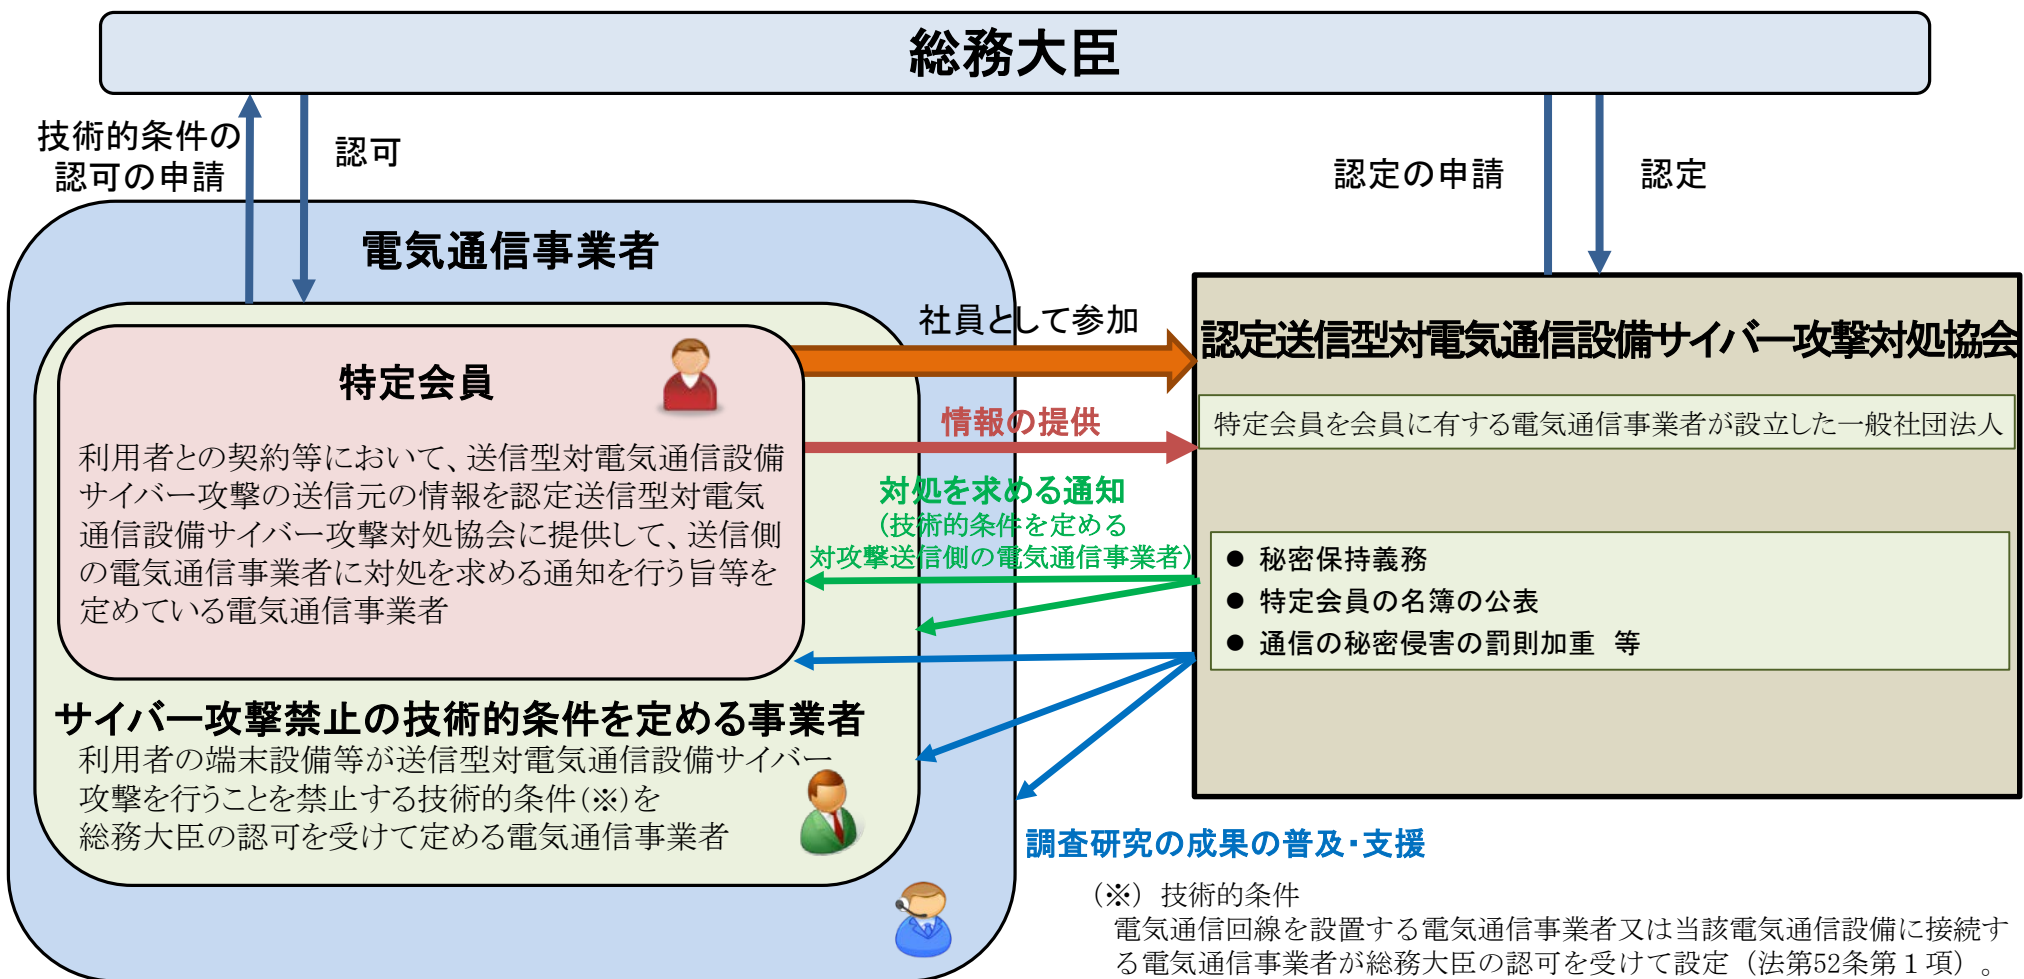 総務大臣
技術的条件の
認可の申請
認可
認定の申請
認定
電気通信事業者
特定会員
利用者との契約等において、送信型対電気通信設備
サイバー攻撃の送信元の情報を認定送信型対電気
通信設備サイバー攻撃対処協会に提供して、送信側
の電気通信事業者に対処を求める通知を行う旨等を
定めている電気通信事業者
サイバー攻撃禁止の技術的条件を定める事業者
利用者の端末設備等が送信型対電気通信設備サイバー
攻撃を行うことを禁止する技術的条件(※)を
総務大臣の認可を受けて定める電気通信事業者
社員として参加
情報の提供
対処を求める通知
(技術的条件を定める
対攻撃送信側の電気通信事業者)
認定送信型対電気通信設備サイバー攻撃対処協会
特定会員を会員に有する電気通信事業者が設立した一般社団法人
● 秘密保持義務
● 特定会員の名簿の公表
● 通信の秘密侵害の罰則加重 等
調査研究の成果の普及・支援
(※) 技術的条件
電気通信回線を設置する電気通信事業者又は当該電気通信設備に接続す
る電気通信事業者が総務大臣の認可を受けて設定(法第52条第１項)。